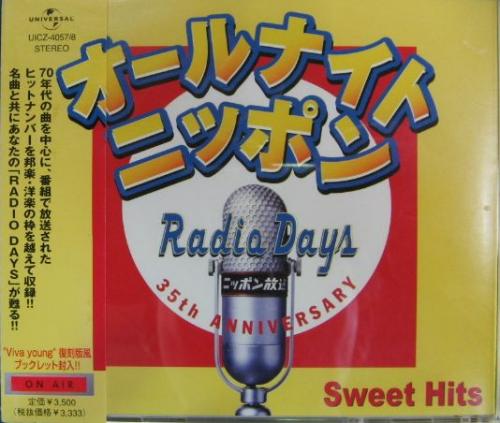 UNIVERSAL
UICZ-4057/8
STEREO
70年代の曲を中心に、番組で放送された
ヒットナンバーを邦楽・洋楽の枠を越えて収録!!
名曲と共にあなたの「RADIO DAYS」が甦る!!
"Viva young" 復刻版風
ブックレット封入!!
ON AIR
定価¥3,500
(税抜価格¥3,333)
オールナイト
ニッポン
Radio Days
ニッポン放送
35th ANNIVERSARY
Sweet Hits